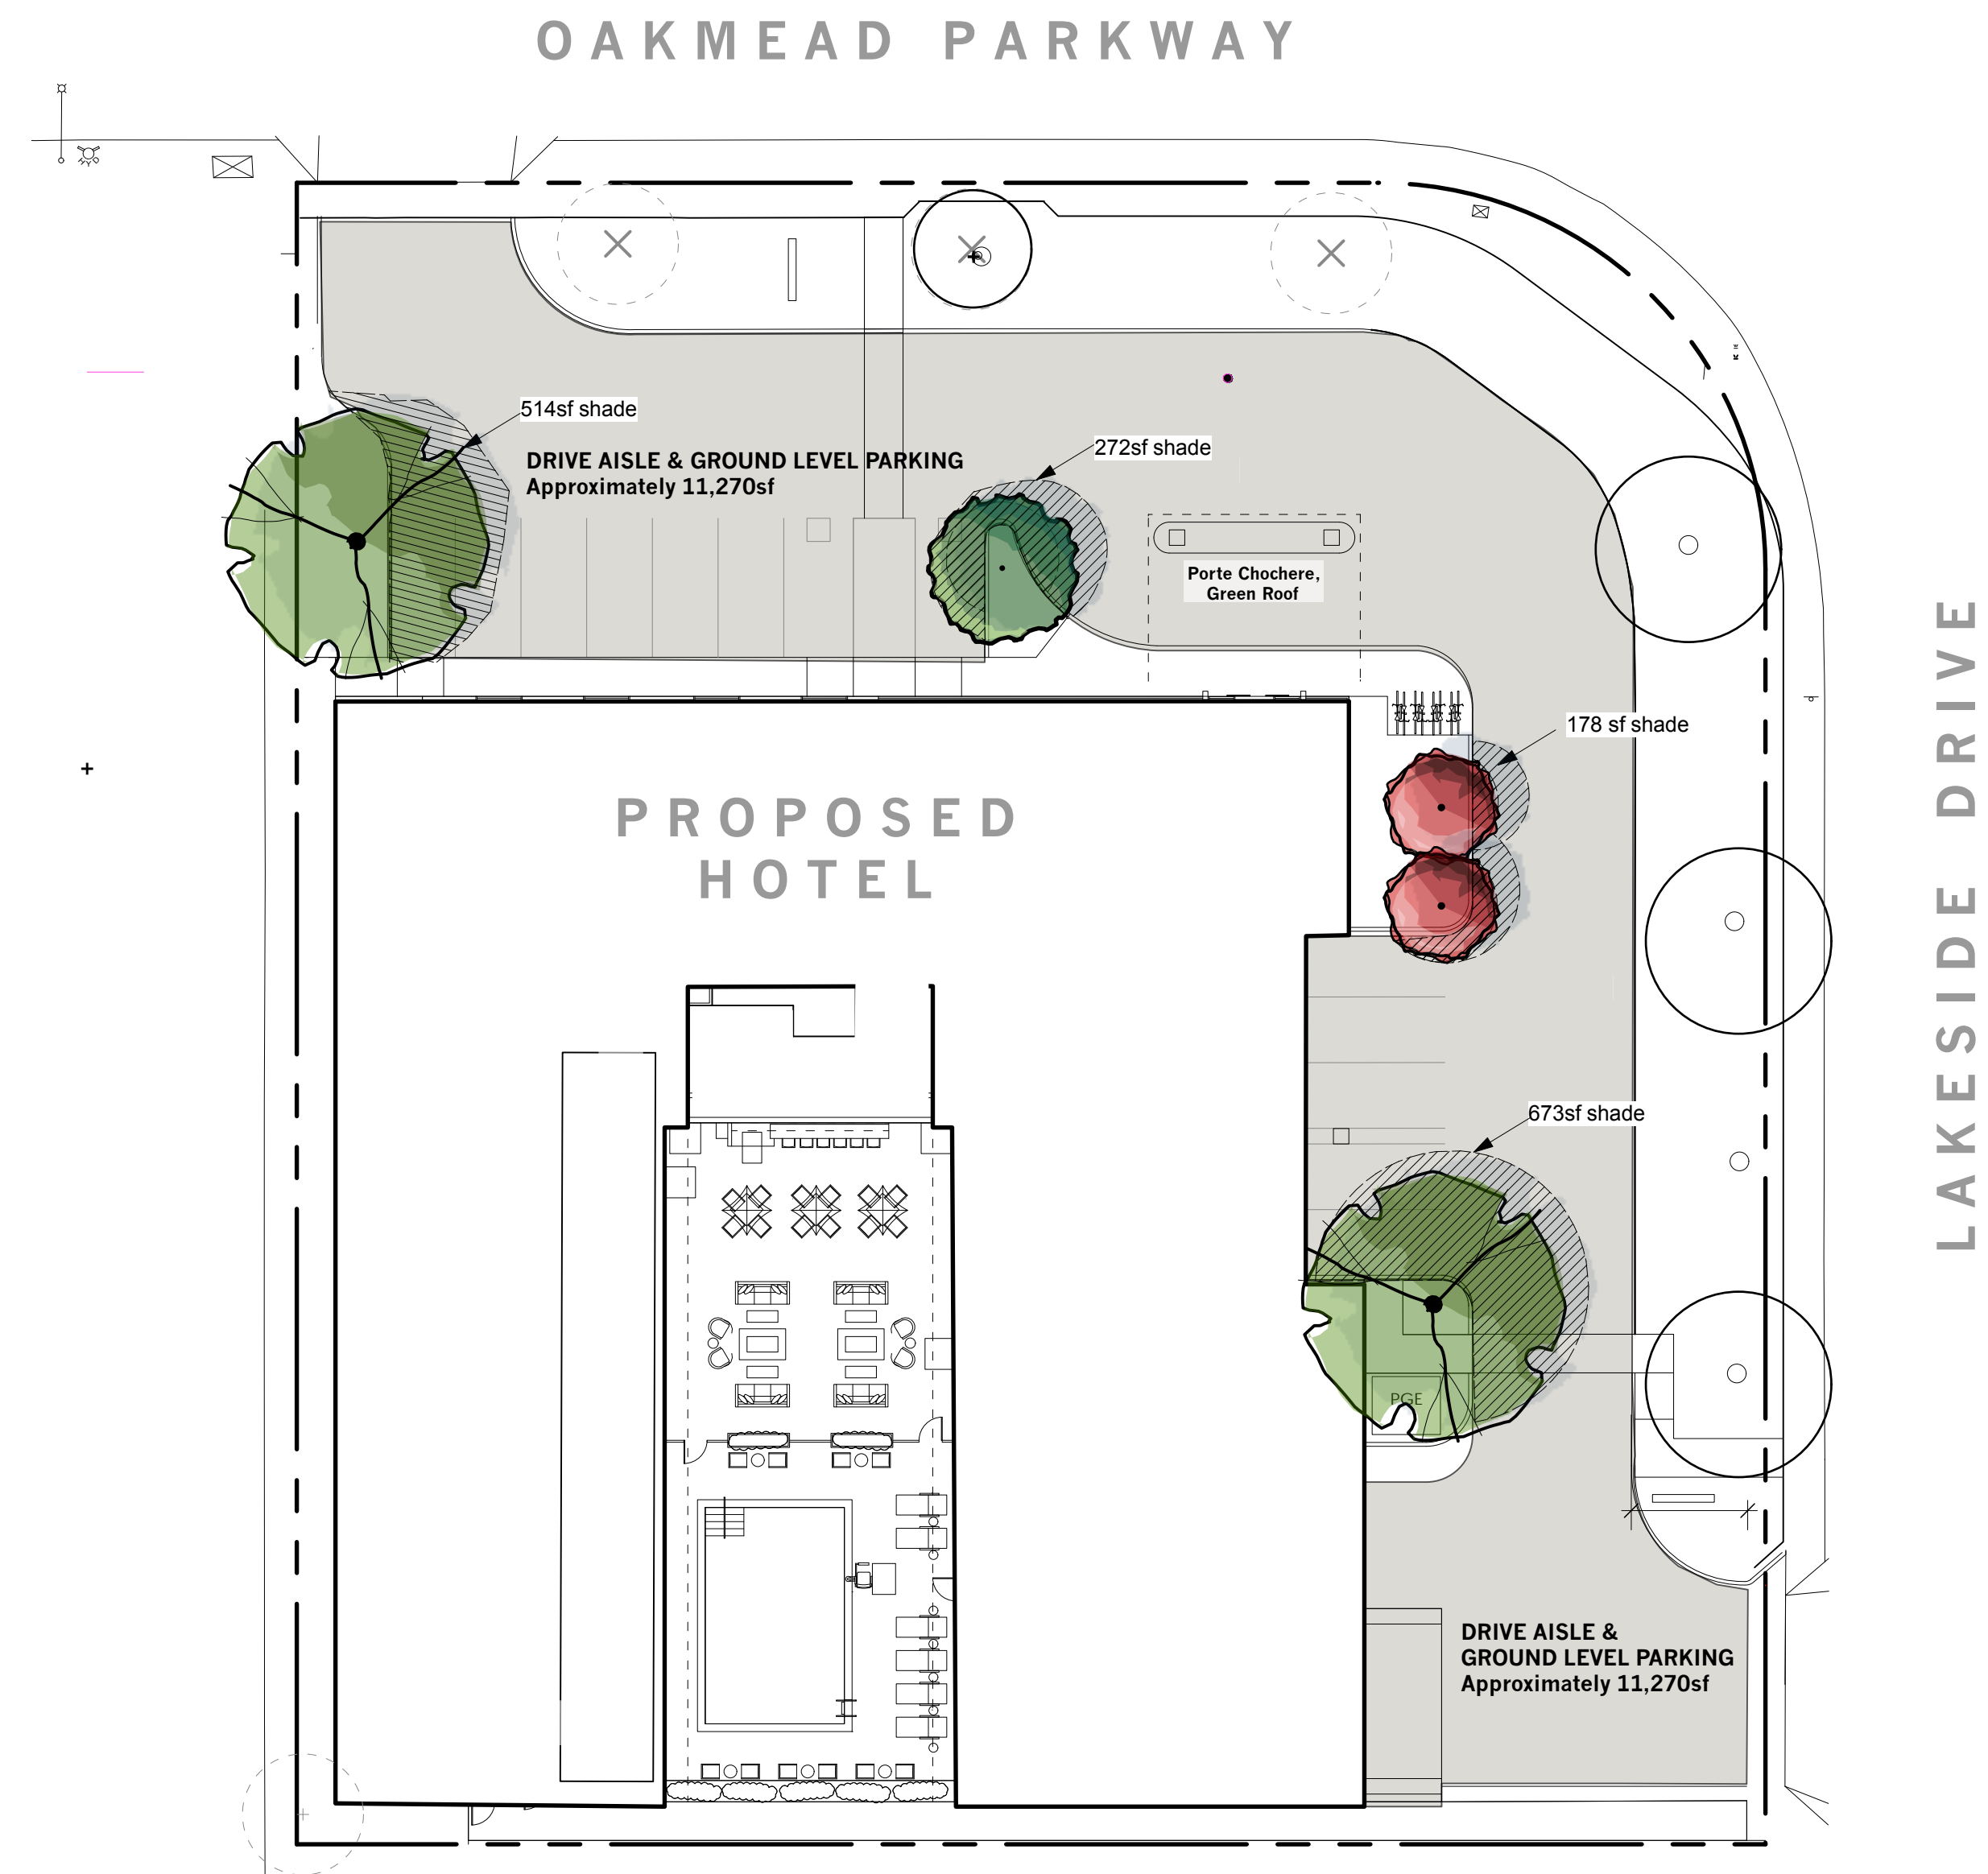 OAKMEAD PARKWAY
514sf shade
DRIVE AISLE & GROUND LEVEL PARKING
Approximately 11,270sf
272sf shade
Porte Chochere,
Green Roof
178 sf shade
PROPOSED
HOTEL
LAKESIDE DRIVE
673sf shade
PGE
DRIVE AISLE &
GROUND LEVEL PARKING
Approximately 11,270sf